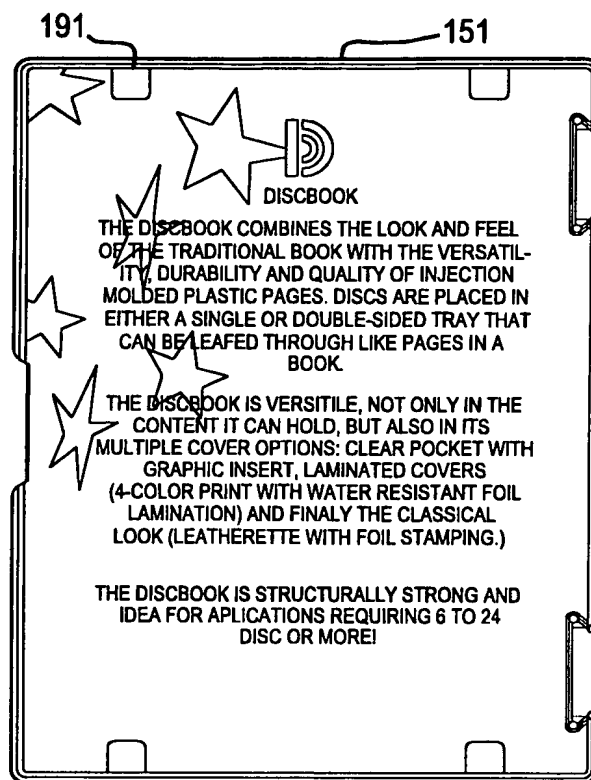 191
151
DISCBOOK
THE DISCBOOK COMBINES THE LOOK AND FEEL
OF THE TRADITIONAL BOOK WITH THE VERSATIL-
ITY, DURABILITY AND QUALITY OF INJECTION
MOLDED PLASTIC PAGES. DISCS ARE PLACED IN
EITHER A SINGLE OR DOUBLE-SIDED TRAY THAT
CAN BE LEAFED THROUGH LIKE PAGES IN A
BOOK.
THE DISCBOOK IS VERSITILE, NOT ONLY IN THE
CONTENT IT CAN HOLD, BUT ALSO IN ITS
MULTIPLE COVER OPTIONS: CLEAR POCKET WITH
GRAPHIC INSERT, LAMINATED COVERS
(4-COLOR PRINT WITH WATER RESISTANT FOIL
LAMINATION) AND FINALY THE CLASSICAL
LOOK (LEATHERETTE WITH FOIL STAMPING.)
THE DISCBOOK IS STRUCTURALLY STRONG AND
IDEA FOR APLICATIONS REQUIRING 6 TO 24
DISC OR MORE!